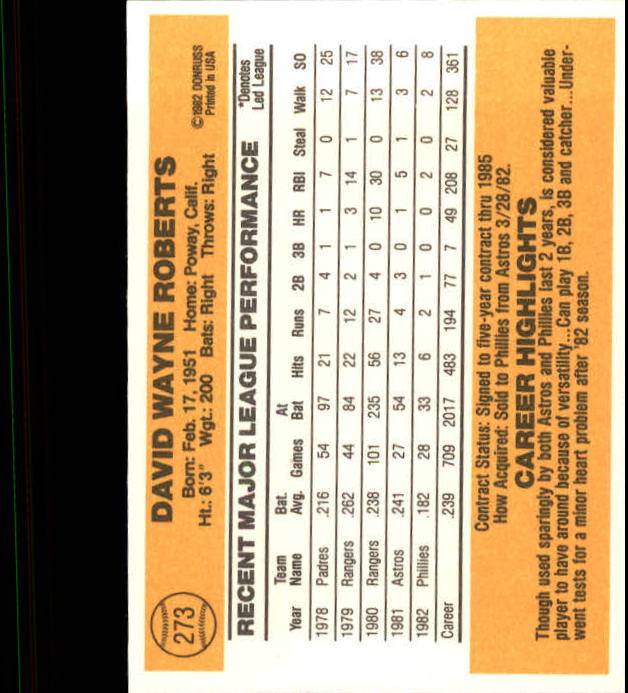 273
DAVID WAYNE ROBERTS
©1982 DONRUSS
Printed in USA
Born: Feb. 17, 1951 Home: Poway, Calif.
Ht.: 6'3" Wgt.: 200 Bats: Right Throws: Right
RECENT MAJOR LEAGUE PERFORMANCE
*Denotes
Led League
Year Team Name Bat. Avg. Games At Bat Hits Runs 2B 3B HR RBI Steal Walk SO
1978 Padres .216 54 97 21 7 4 1 1 7 0 12 25
1979 Rangers .262 44 84 22 12 2 1 3 14 1 7 17
1980 Rangers .238 101 235 56 27 4 0 10 30 0 13 38
1981 Astros .241 27 54 13 4 3 0 1 5 1 3 6
1982 Phillies .182 28 33 6 2 1 0 0 2 0 2 8
Career .239 709 2017 483 194 77 7 49 208 27 128 361
Contract Status: Signed to five-year contract thru 1985
How Acquired: Sold to Phillies from Astros 3/28/82.
CAREER HIGHLIGHTS
Though used sparingly by both Astros and Phillies last 2 years, is considered valuable
player to have around because of versatility...Can play 1B, 2B, 3B and catcher...Under-
went tests for a minor heart problem after '82 season.